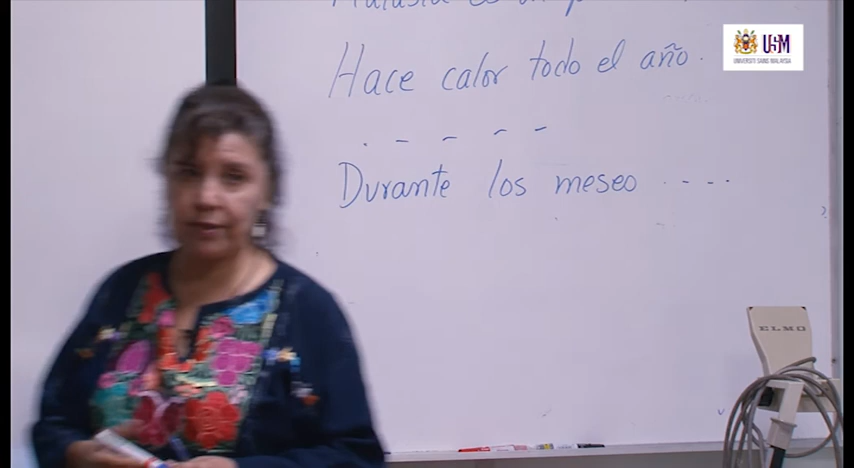 Hace calor todo el año.
. - - - -
Durante los meseo ....
USM
UNIVERSITI SAINS MALAYSIA
ELMO